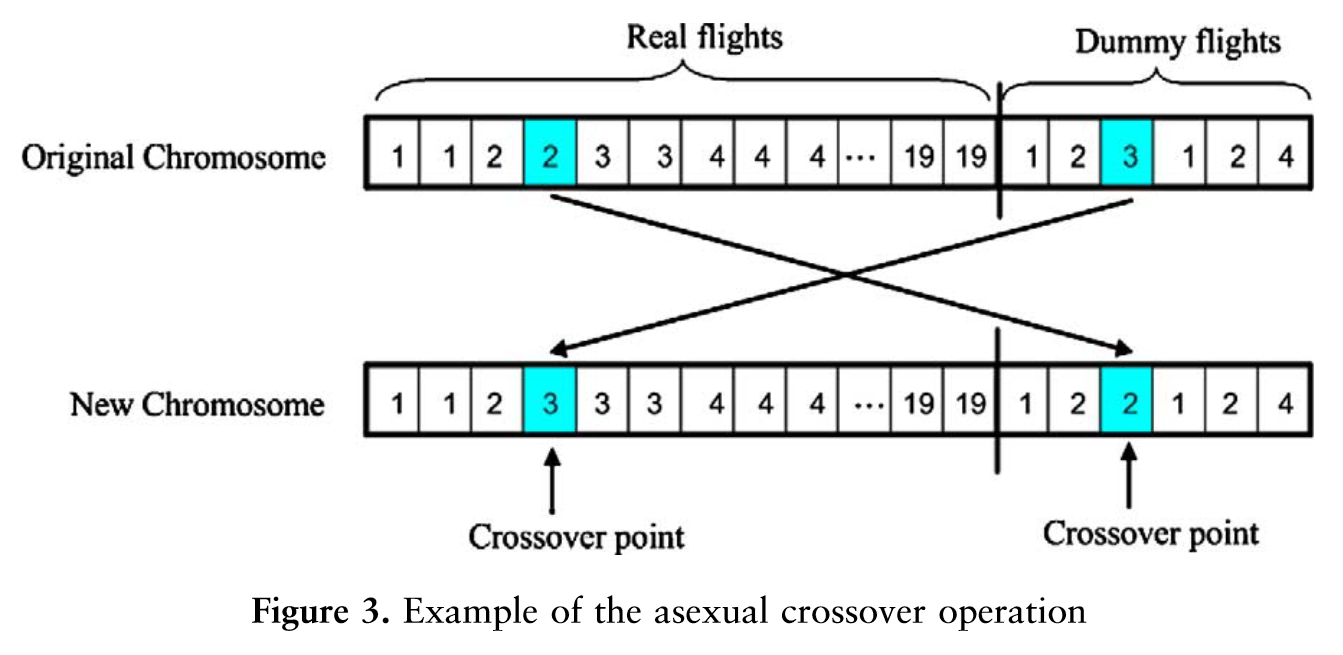 Real flights
Dummy flights
Original Chromosome 1 1 2 2 3 3 4 4 4 ... 19 19 1 2 3 1 2 4
New Chromosome 1 1 2 3 3 3 4 4 4 ... 19 19 1 2 2 1 2 4
Crossover point
Crossover point
Figure 3. Example of the asexual crossover operation